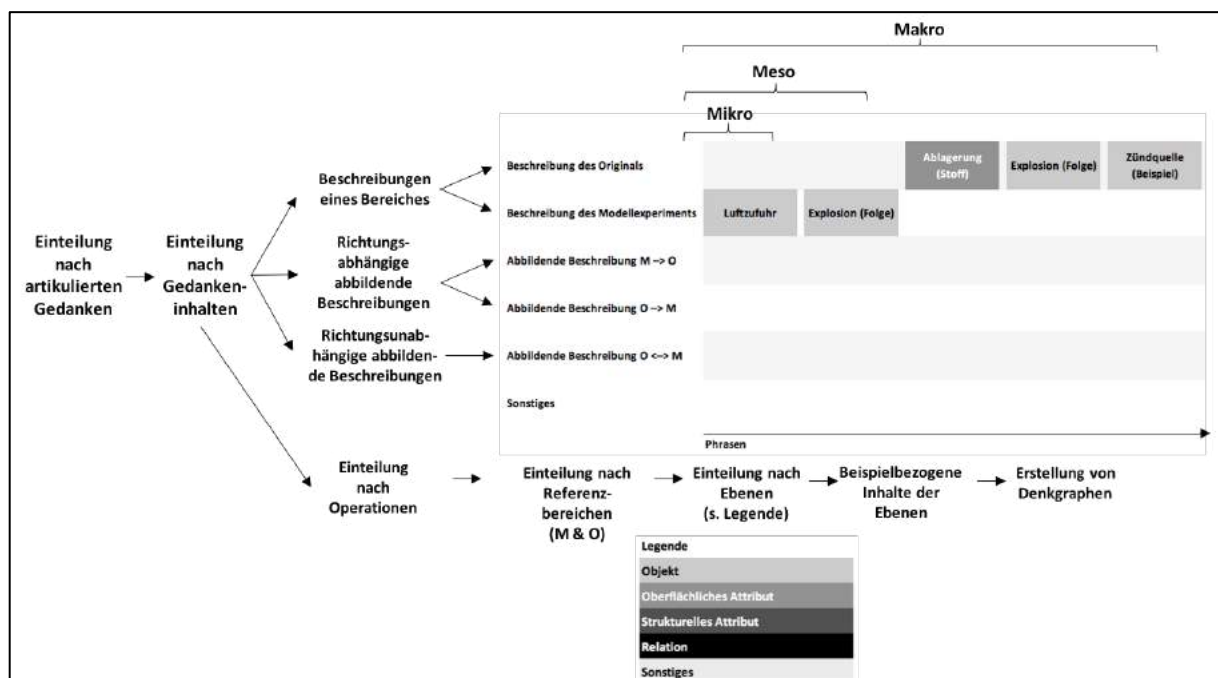 Makro
Meso
Mikro
Beschreibung des Originals
Ablagerung
(Stoff)
Explosion (Folge)
Zündquelle
(Beispiel)
Beschreibungen
eines Bereiches
Beschreibung des Modellexperiments
Luftzufuhr
Explosion (Folge)
Einteilung
nach
artikulierten
Gedanken
Einteilung
nach
Gedanken-
inhalten
Richtungs-
abhängige
abbildende
Beschreibungen
Abbildende Beschreibung M --> O
Abbildende Beschreibung O --> M
Richtungsunab-
hängige abbilden-
de Beschreibungen
Abbildende Beschreibung O <--> M
Sonstiges
Phrasen
Einteilung
nach
Operationen
Einteilung nach
Referenz-
bereichen
(M & O)
Einteilung nach
Ebenen
(s. Legende)
Beispielbezogene
Inhalte der
Ebenen
Erstellung von
Denkgraphen
Legende
Objekt
Oberflächliches Attribut
Strukturelles Attribut
Relation
Sonstiges